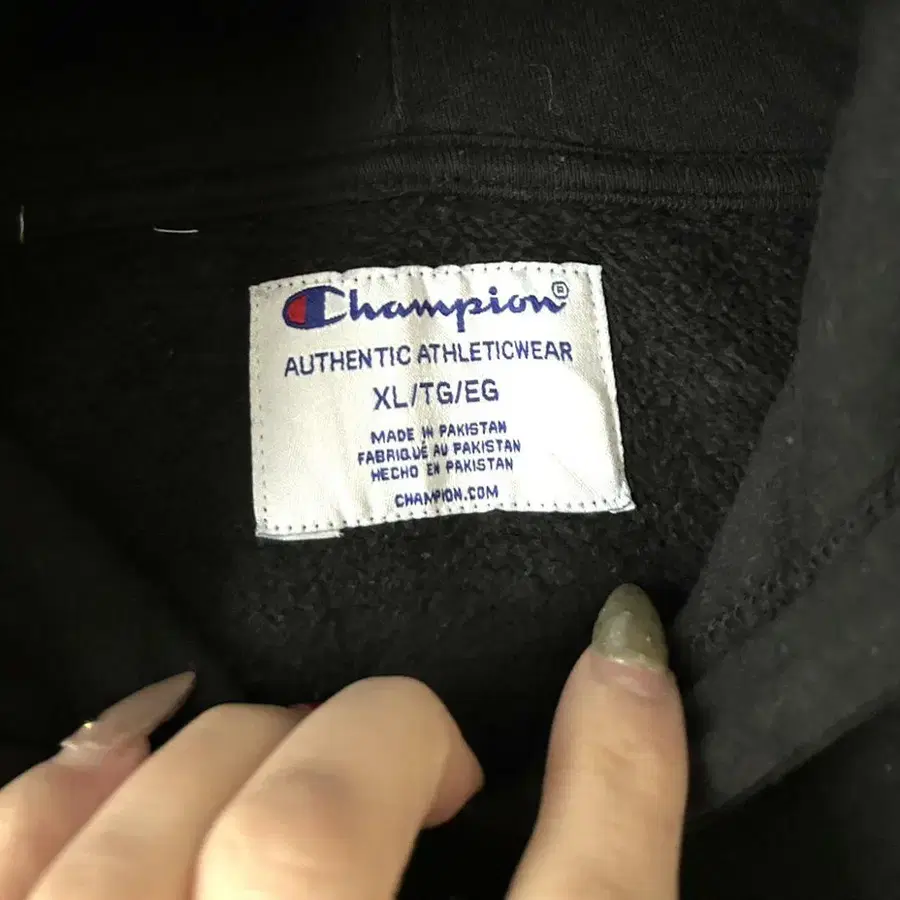 Champion®
AUTHENTIC ATHLETICWEAR
XL/TG/EG
MADE IN PAKISTAN
FABRIQUÉ AU PAKISTAN
HECHO EN PAKISTAN
CHAMPION.COM